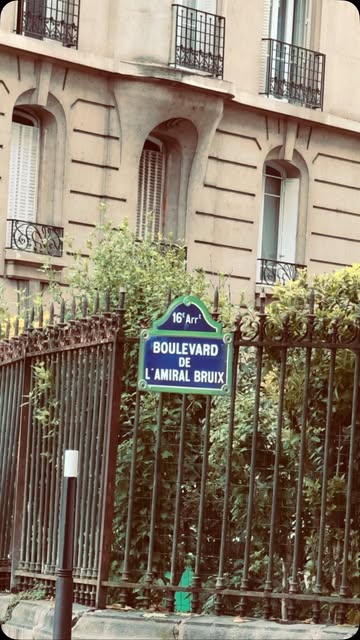 16e Arrt
BOULEVARD
DE
L'AMIRAL BRUIX